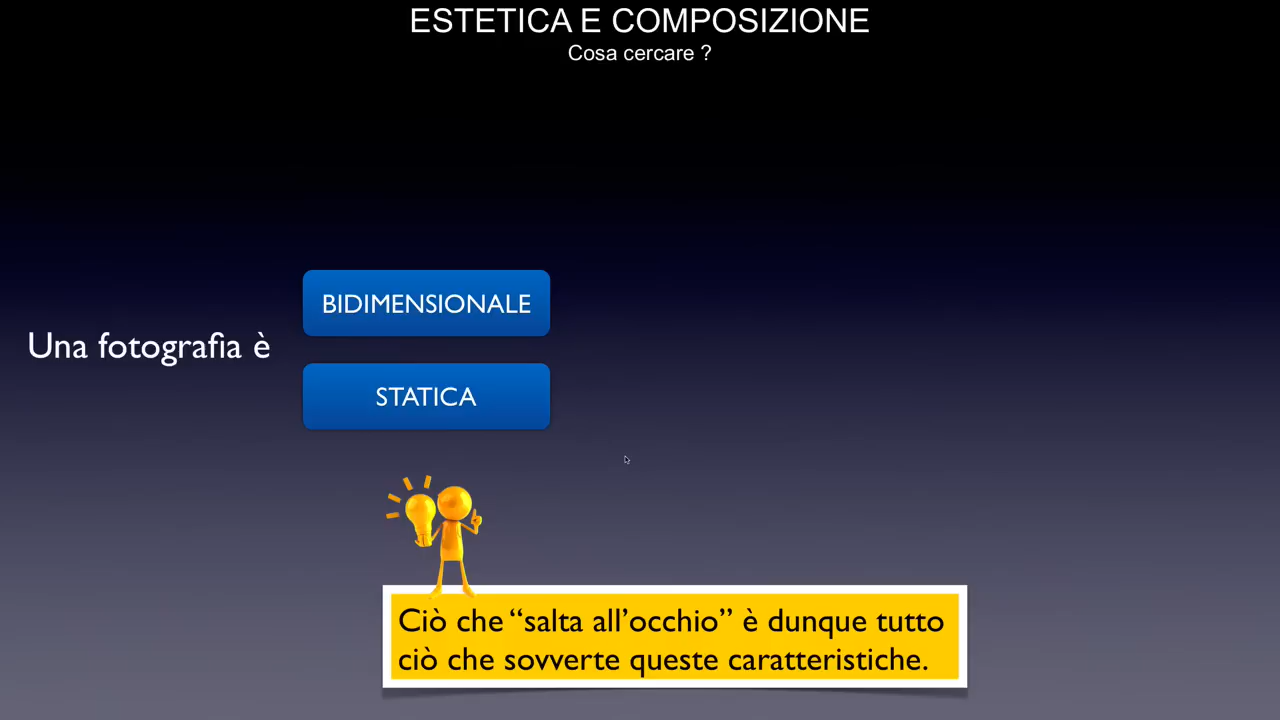 ESTETICA E COMPOSIZIONE
Cosa cercare ?
BIDIMENSIONALE
Una fotografia è
STATICA
Ciò che “salta all’occhio” è dunque tutto
ciò che sovverte queste caratteristiche.